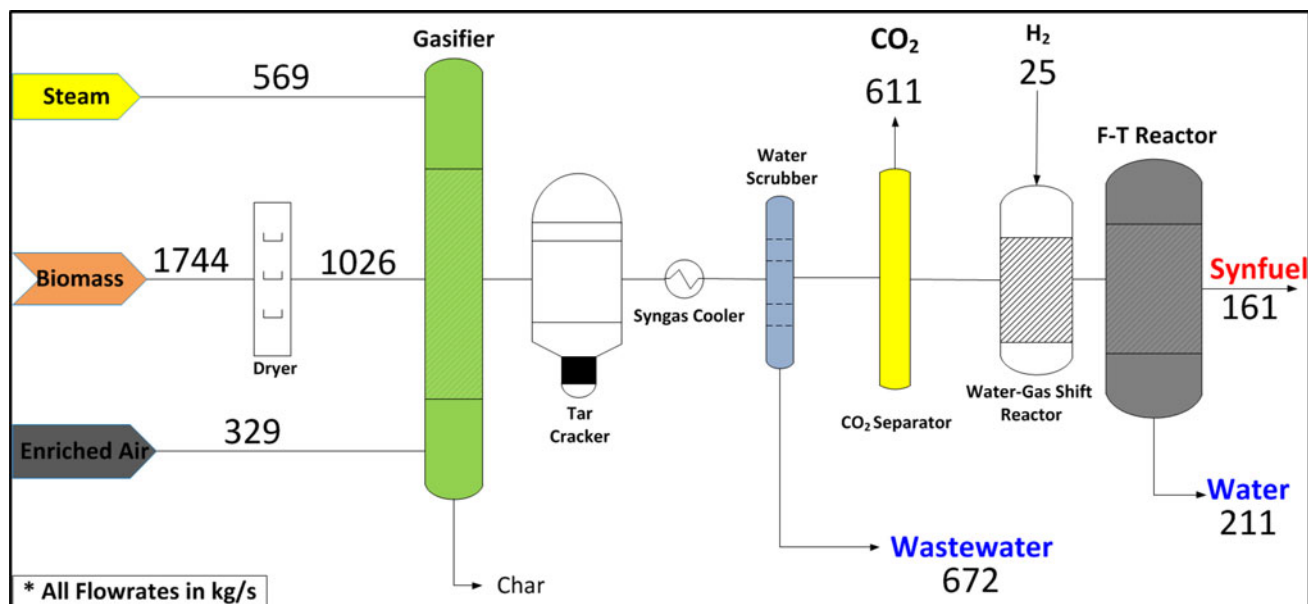 Gasifier
CO₂
H₂
569
25
Steam
611
F-T Reactor
Water
Scrubber
1744
1026
Biomass
Synfuel
161
Syngas Cooler
Dryer
Water-Gas Shift
Reactor
Tar
Cracker
CO₂ Separator
329
Enriched Air
Water
211
Wastewater
672
Char
* All Flowrates in kg/s